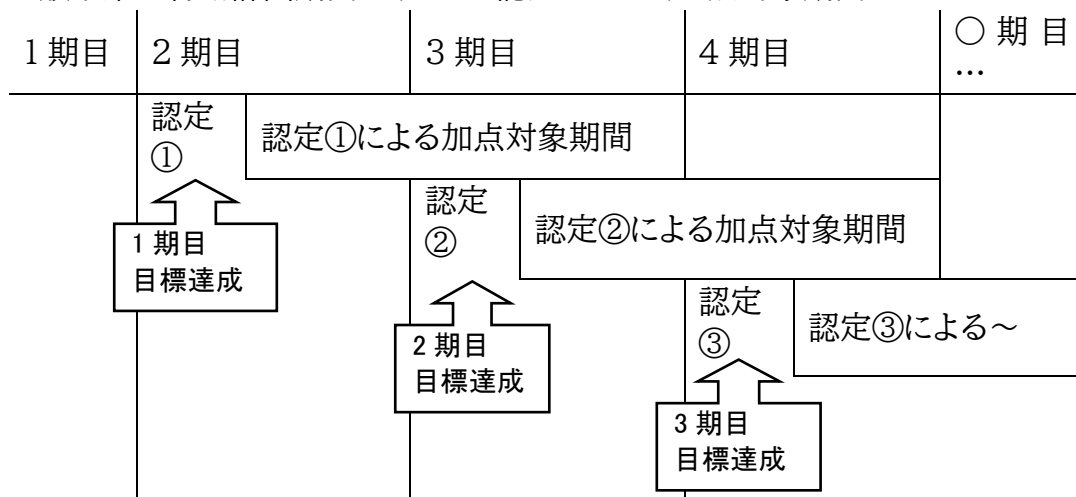 1期目
2期目
3期目
4期目
○期目
…
認定
①
認定①による加点対象期間
1期目
目標達成
認定
②
認定②による加点対象期間
2期目
目標達成
認定
③
認定③による～
3期目
目標達成